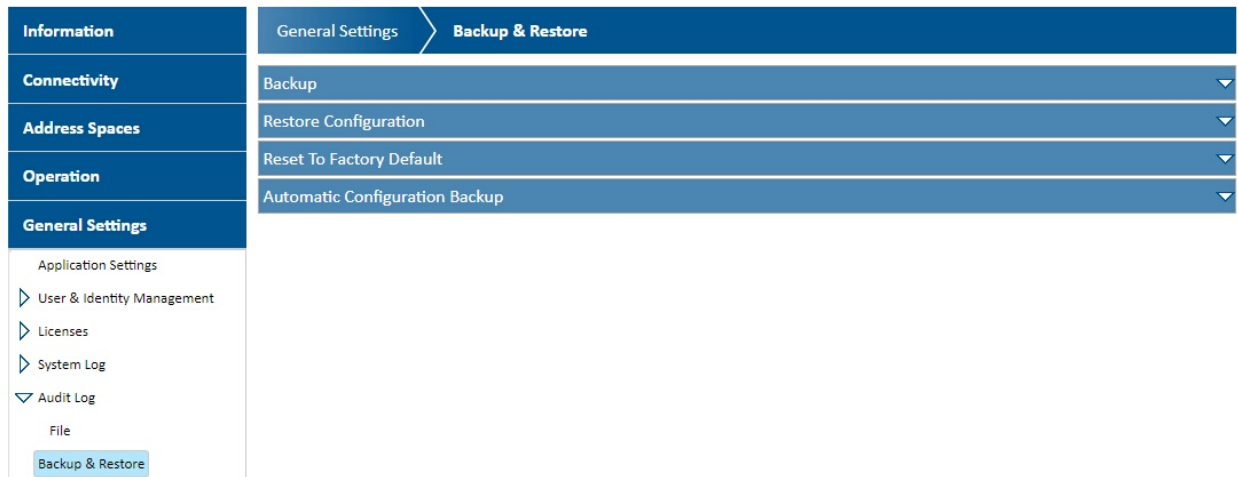 Information
Connectivity
Address Spaces
Operation
General Settings
Application Settings
User & Identity Management
Licenses
System Log
Audit Log
File
Backup & Restore
General Settings
Backup & Restore
Backup
Restore Configuration
Reset To Factory Default
Automatic Configuration Backup